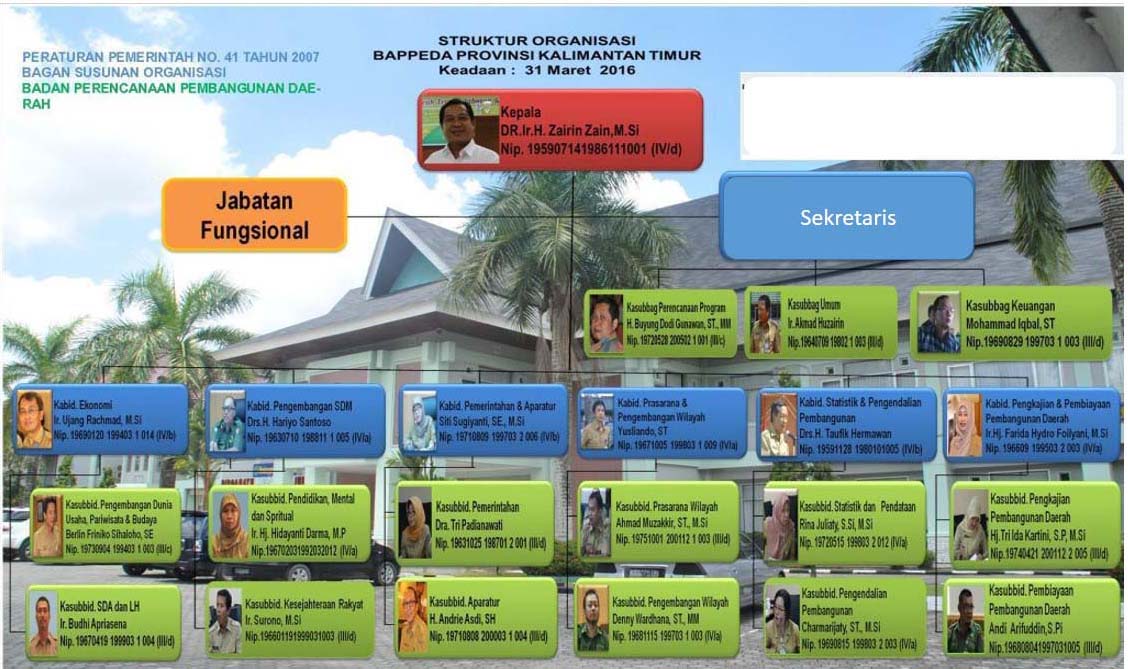 STRUKTUR ORGANISASI
BAPPEDA PROVINSI KALIMANTAN TIMUR
Keadaan : 31 Maret 2016
PERATURAN PEMERINTAH NO. 41 TAHUN 2007
BAGAN SUSUNAN ORGANISASI
BADAN PERENCANAAN PEMBANGUNAN DAE-
RAH
Kepala
DR.Ir.H. Zairin Zain,M.Si
Nip. 195907141986111001 (IV/d)
Jabatan
Fungsional
Sekretaris
Kasubbag Perencanaan Program
H. Buyung Dodi Gunawan, ST., MM
Nip. 19720528 200502 1 001 (III/c)
Kasubbag Umum
Ir. Akmad Huzairin
Nip. 19640709 19802 1 003 (III/d)
Kasubbag Keuangan
Mohammad Iqbal, ST
Nip. 19690829 199703 1 003 (III/d)
Kabid. Ekonomi
Ir. Ujang Rachmad, M.Si
Nip. 19690120 199403 1 014 (IV/b)
Kabid. Pengembangan SDM
Drs.H. Hariyo Santoso
Nip. 19630710 198811 1 005 (IV/a)
Kabid. Pemerintahan & Aparatur
Siti Sugiyanti, SE., M.Si
Nip. 19710809 199703 2 006 (IV/b)
Kabid. Prasarana &
Pengembangan Wilayah
Yusliando, ST
Nip. 19671005 199803 1 009 (IV/a)
Kabid. Statistik & Pengendalian
Pembangunan
Drs.H. Taufik Hermawan
Nip. 19591128 1980101005 (IV/b)
Kabid. Pengkajian & Pembiayaan
Pembangunan Daerah
Ir.Hj. Farida Hydro Foilyani, M.Si
Nip. 196609 199503 2 003 (IV/a)
Kasubbid. Pengembangan Dunia
Usaha, Pariwisata & Budaya
Berlin Friniko Sihaloho, SE
Nip. 19730904 199403 1 003 (III/c)
Kasubbid. Pendidikan, Mental
dan Spritual
Ir. Hj. Hidayanti Darma, M.P
Nip. 196702031992032012 (IV/a)
Kasubbid. Pemerintahan
Dra. Tri Padianawati
Nip. 19631025 198701 2 001 (III/d)
Kasubbid. Prasarana Wilayah
Ahmad Muzakkir, ST., M.Si
Nip. 19751001 200112 1 003 (III/d)
Kasubbid. Statistik dan Pendataan
Rina Juliaty, S.Si, M.Si
Nip. 19720515 199803 2 012 (IV/a)
Kasubbid. Pengkajian
Pembangunan Daerah
Hj.Tri Ida Kartini, S.P, M.Si
Nip. 19740421 200112 2 005 (III/d)
Kasubbid. SDA dan LH
Ir. Budhi Apriasena
Nip. 19670419 199903 1 004 (III/d)
Kasubbid. Kesejahteraan Rakyat
Ir. Surono, M.Si
Nip. 196601191999031003 (III/d)
Kasubbid. Aparatur
H. Andrie Asdi, SH
Nip. 19710808 200003 1 004 (III/d)
Kasubbid. Pengembangan Wilayah
Denny Wardhana, ST., MM
Nip. 19681115 199703 1 003 (IV/a)
Kasubbid. Pengendalian
Pembangunan
Charmarijaty, ST., M.Si
Nip. 19690815 199803 2 003 (IV/a)
Kasubbid. Pembiayaan
Pembangunan Daerah
Andi Arifuddin,S.Pi
Nip. 196808041997031005 (III/d)